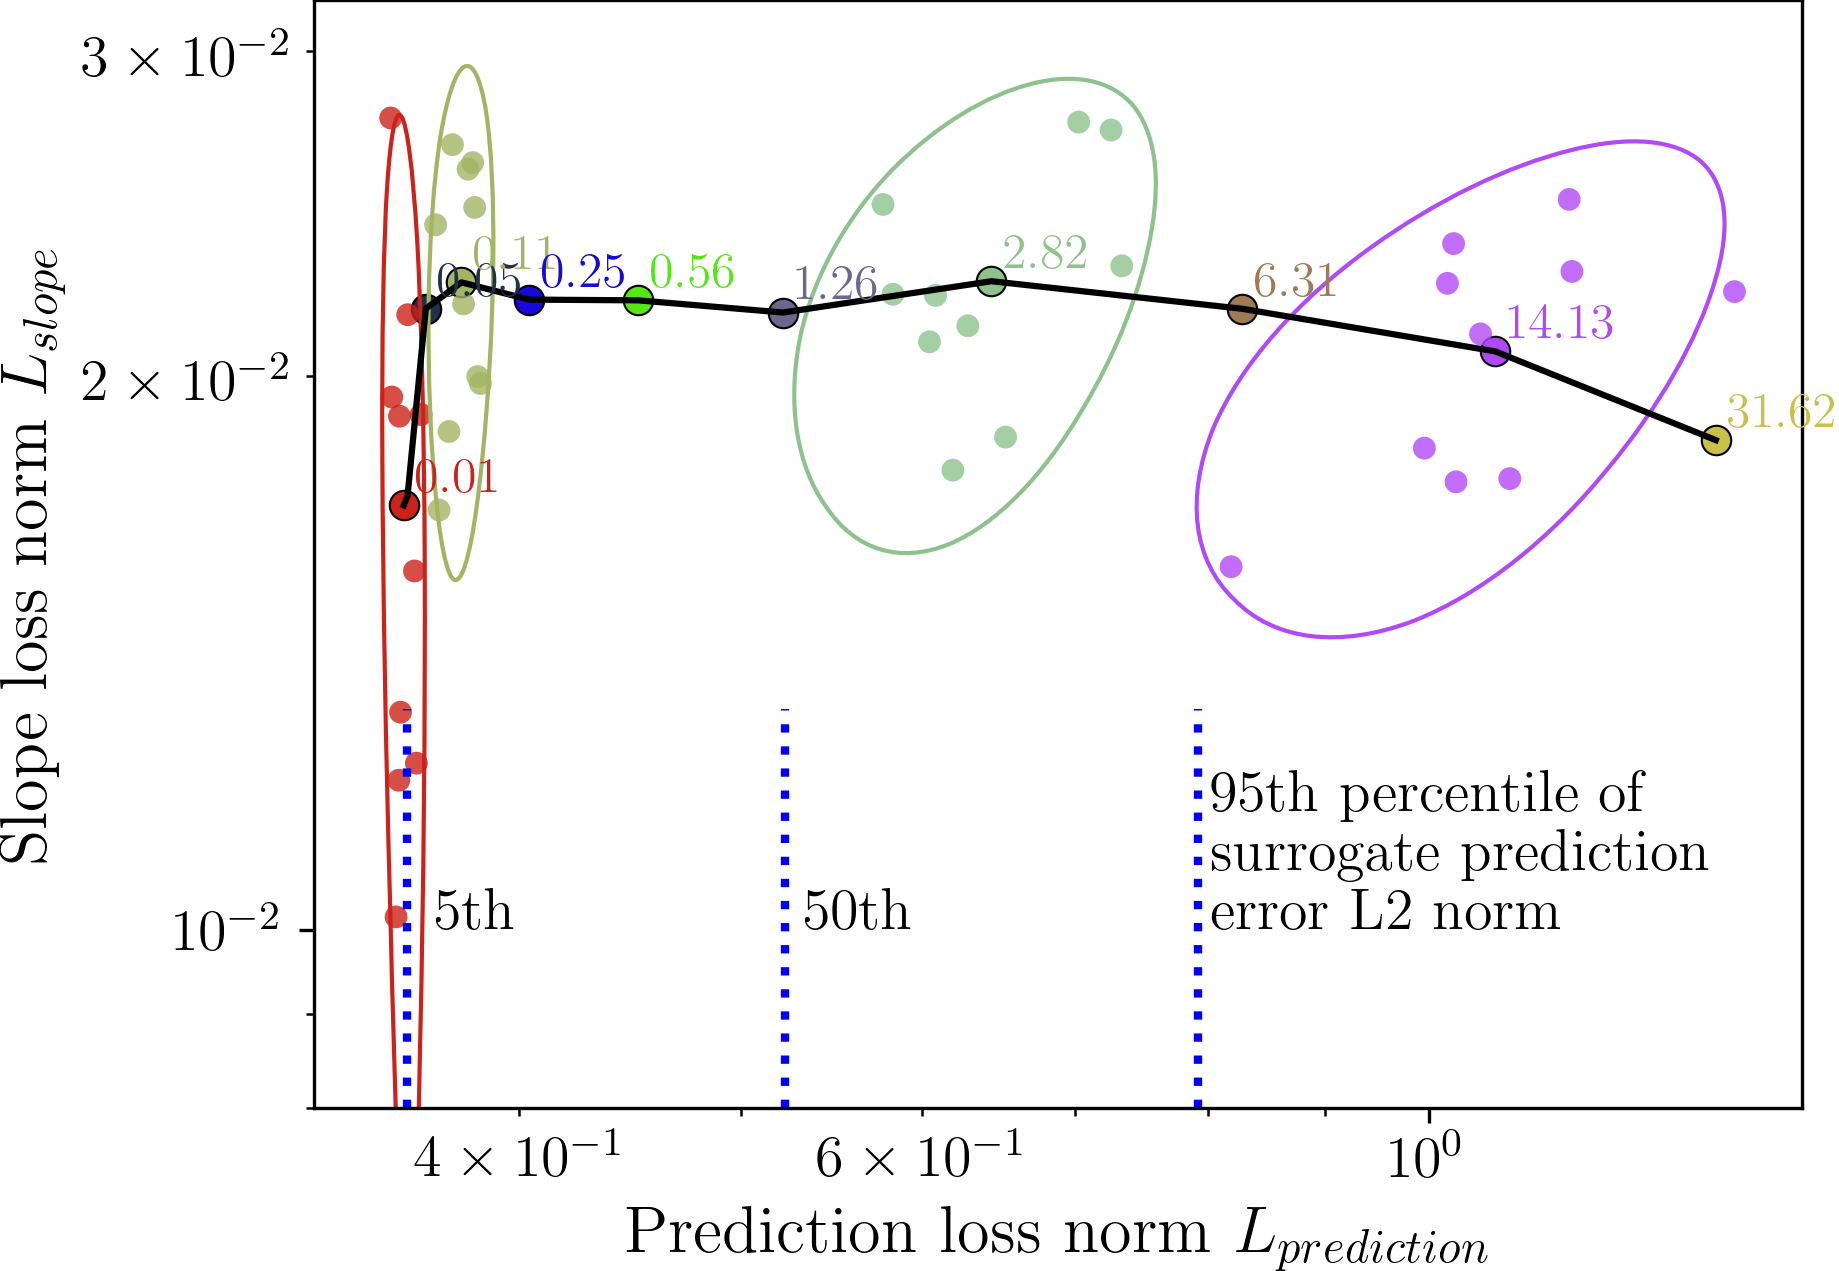 3 × 10⁻²
2 × 10⁻²
10⁻²
Slope loss norm L_slope
0.01
0.05
0.11
0.25
0.56
1.26
2.82
6.31
14.13
31.62
5th
50th
95th percentile of
surrogate prediction
error L2 norm
4 × 10⁻¹
6 × 10⁻¹
10⁰
Prediction loss norm L_prediction